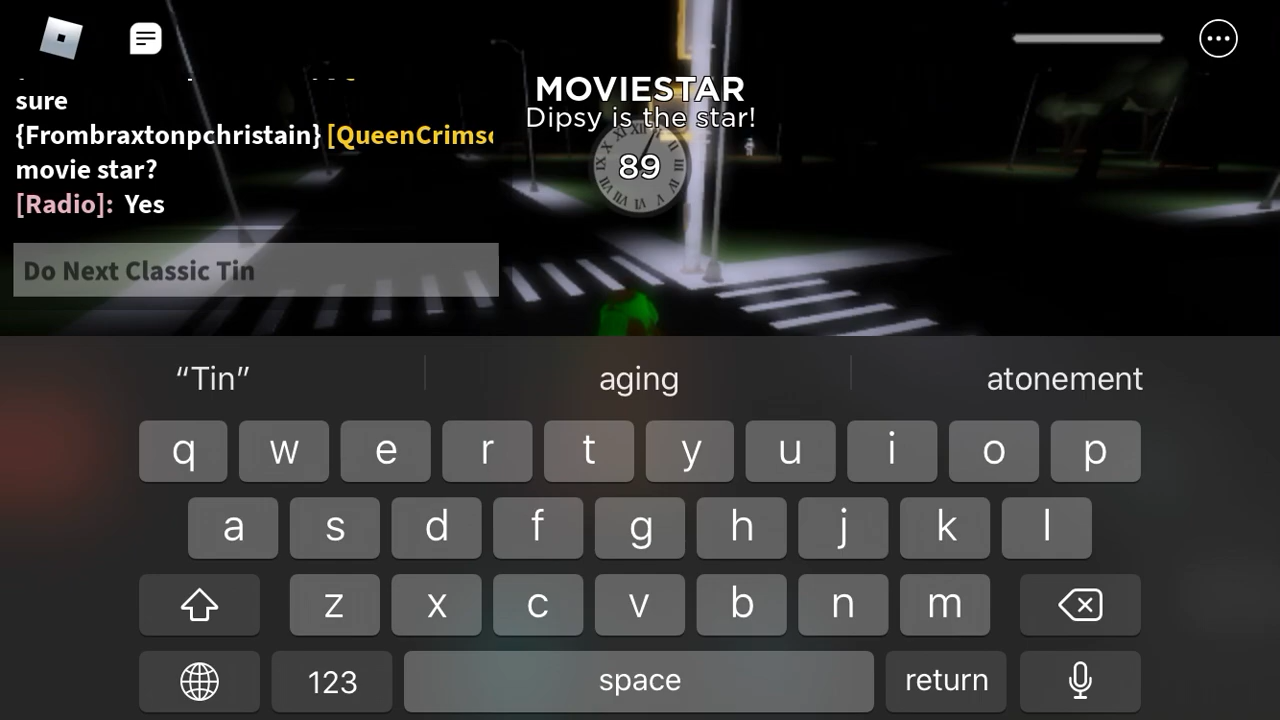 sure
{Frombraxtonpchristain} [QueenCrims
movie star?
[Radio]: Yes
Do Next Classic Tin
MOVIESTAR
Dipsy is the star!
89
“Tin” aging atonement
q w e r t y u i o p
a s d f g h j k l
z x c v b n m
123 space return